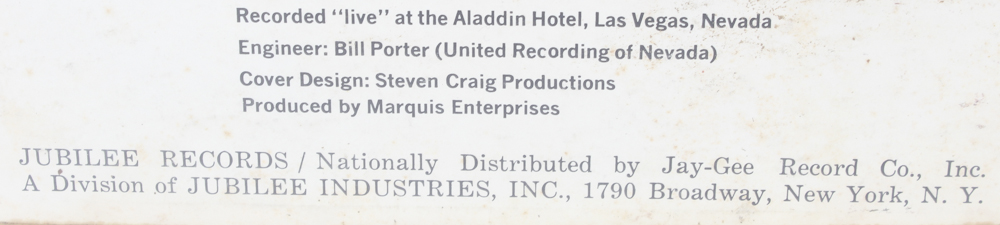 Recorded “live” at the Aladdin Hotel, Las Vegas, Nevada
Engineer: Bill Porter (United Recording of Nevada)
Cover Design: Steven Craig Productions
Produced by Marquis Enterprises
JUBILEE RECORDS / Nationally Distributed by Jay-Gee Record Co., Inc.
A Division of JUBILEE INDUSTRIES, INC., 1790 Broadway, New York, N. Y.